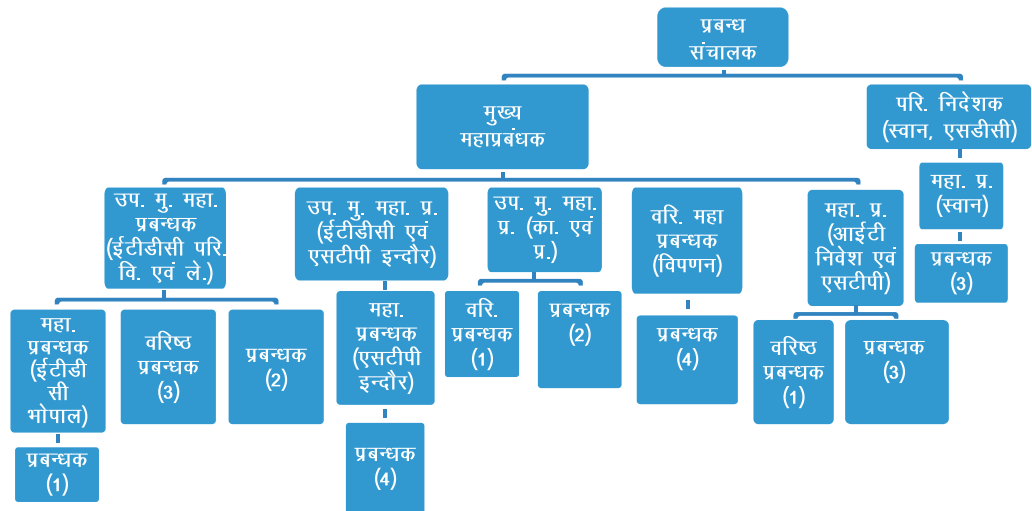 प्रबन्ध
संचालक
मुख्य
महाप्रबंधक
परि. निदेशक
(स्वान, एसडीसी)
महा. प्र.
(स्वान)
प्रबन्धक
(3)
उप. मु. महा.
प्रबन्धक
(ईटीडीसी परि.
वि. एवं ले.)
उप. मु. महा. प्र.
(ईटीडीसी एवं
एसटीपी इन्दौर)
उप. मु. महा.
प्र. (का. एवं
प्र.)
वरि. महा
प्रबन्धक
(विपणन)
महा. प्र.
(आईटी
निवेश एवं
एसटीपी)
महा.
प्रबन्धक
(ईटीडी
सी
भोपाल)
वरिष्ठ
प्रबन्धक
(3)
प्रबन्धक
(2)
महा.
प्रबन्धक
(एसटीपी
इन्दौर)
वरि.
प्रबन्धक
(1)
प्रबन्धक
(2)
प्रबन्धक
(4)
वरिष्ठ
प्रबन्धक
(1)
प्रबन्धक
(3)
प्रबन्धक
(1)
प्रबन्धक
(4)